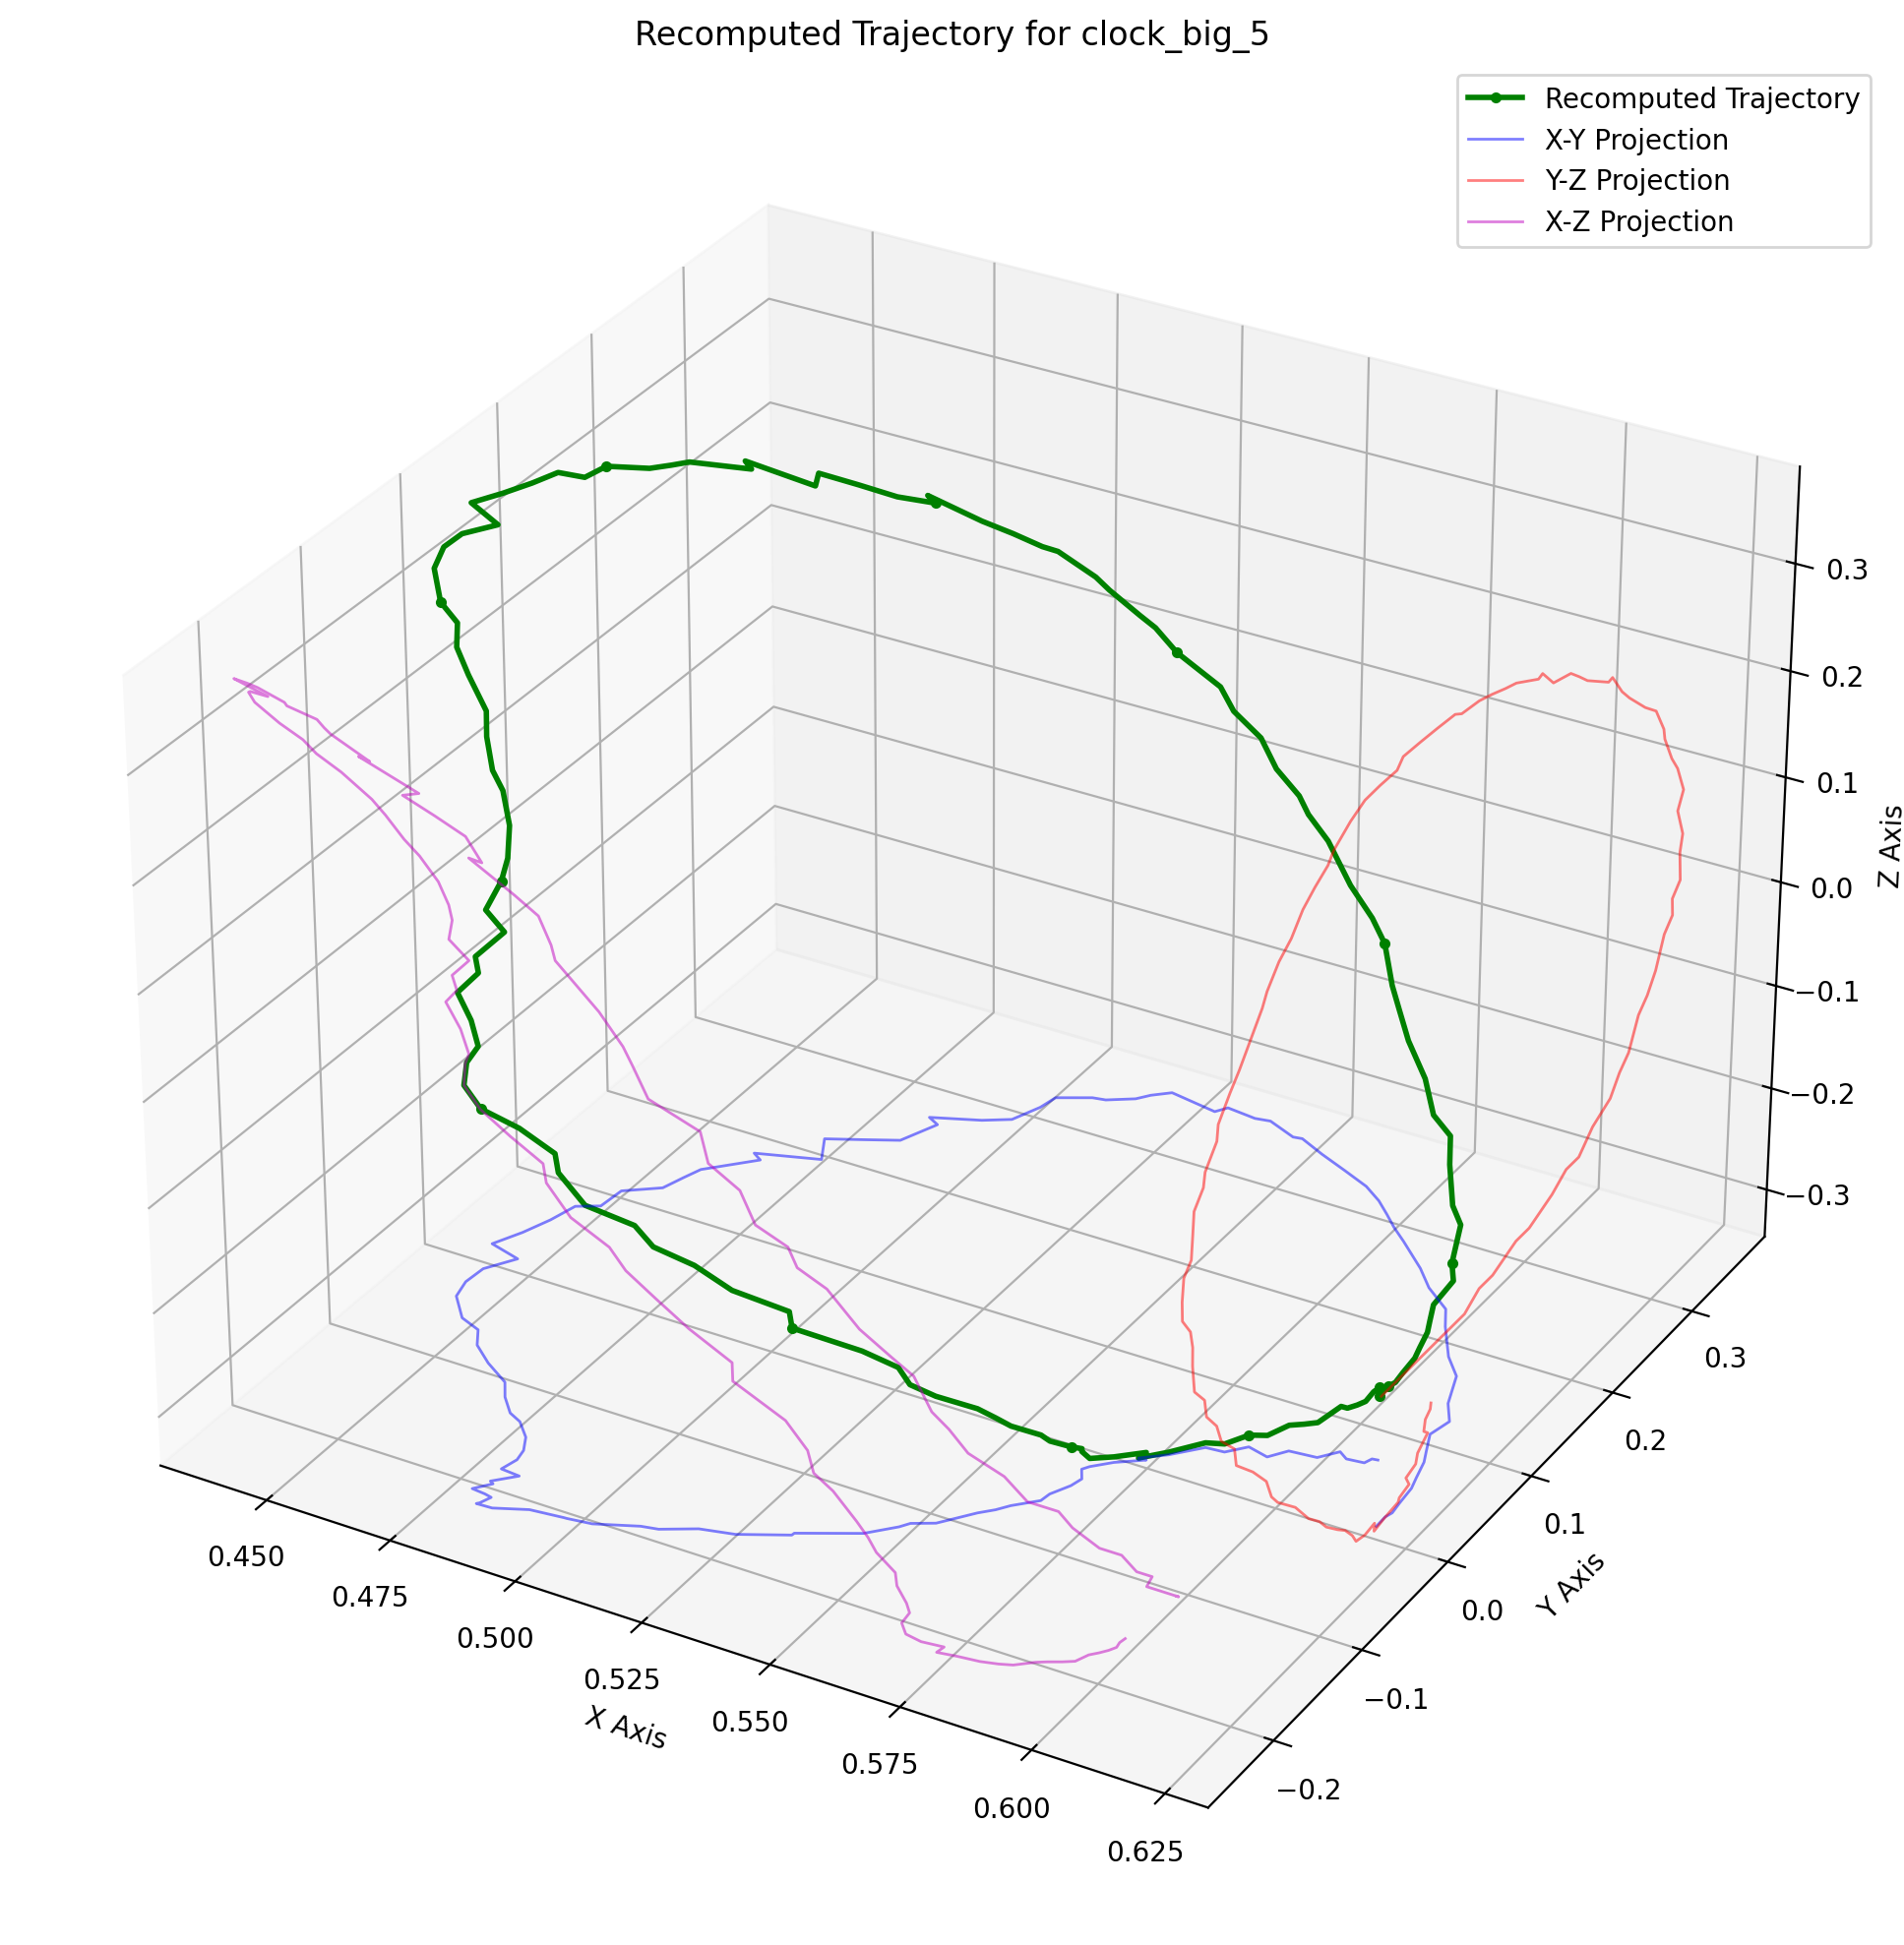 Recomputed Trajectory for clock_big_5
Recomputed Trajectory
X-Y Projection
Y-Z Projection
X-Z Projection
0.3
0.2
0.1
0.0
−0.1
−0.2
−0.3
Z Axis
0.3
0.2
0.1
0.0
−0.1
−0.2
Y Axis
0.450
0.475
0.500
0.525
0.550
0.575
0.600
0.625
X Axis